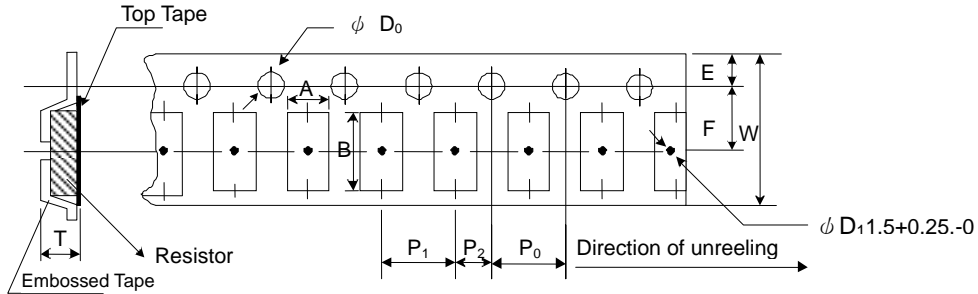 Top Tape
ϕ D0
E
A
F
W
B
ϕ D1 1.5+0.25.-0
T
P1
P2
P0
Direction of unreeling
Resistor
Embossed Tape